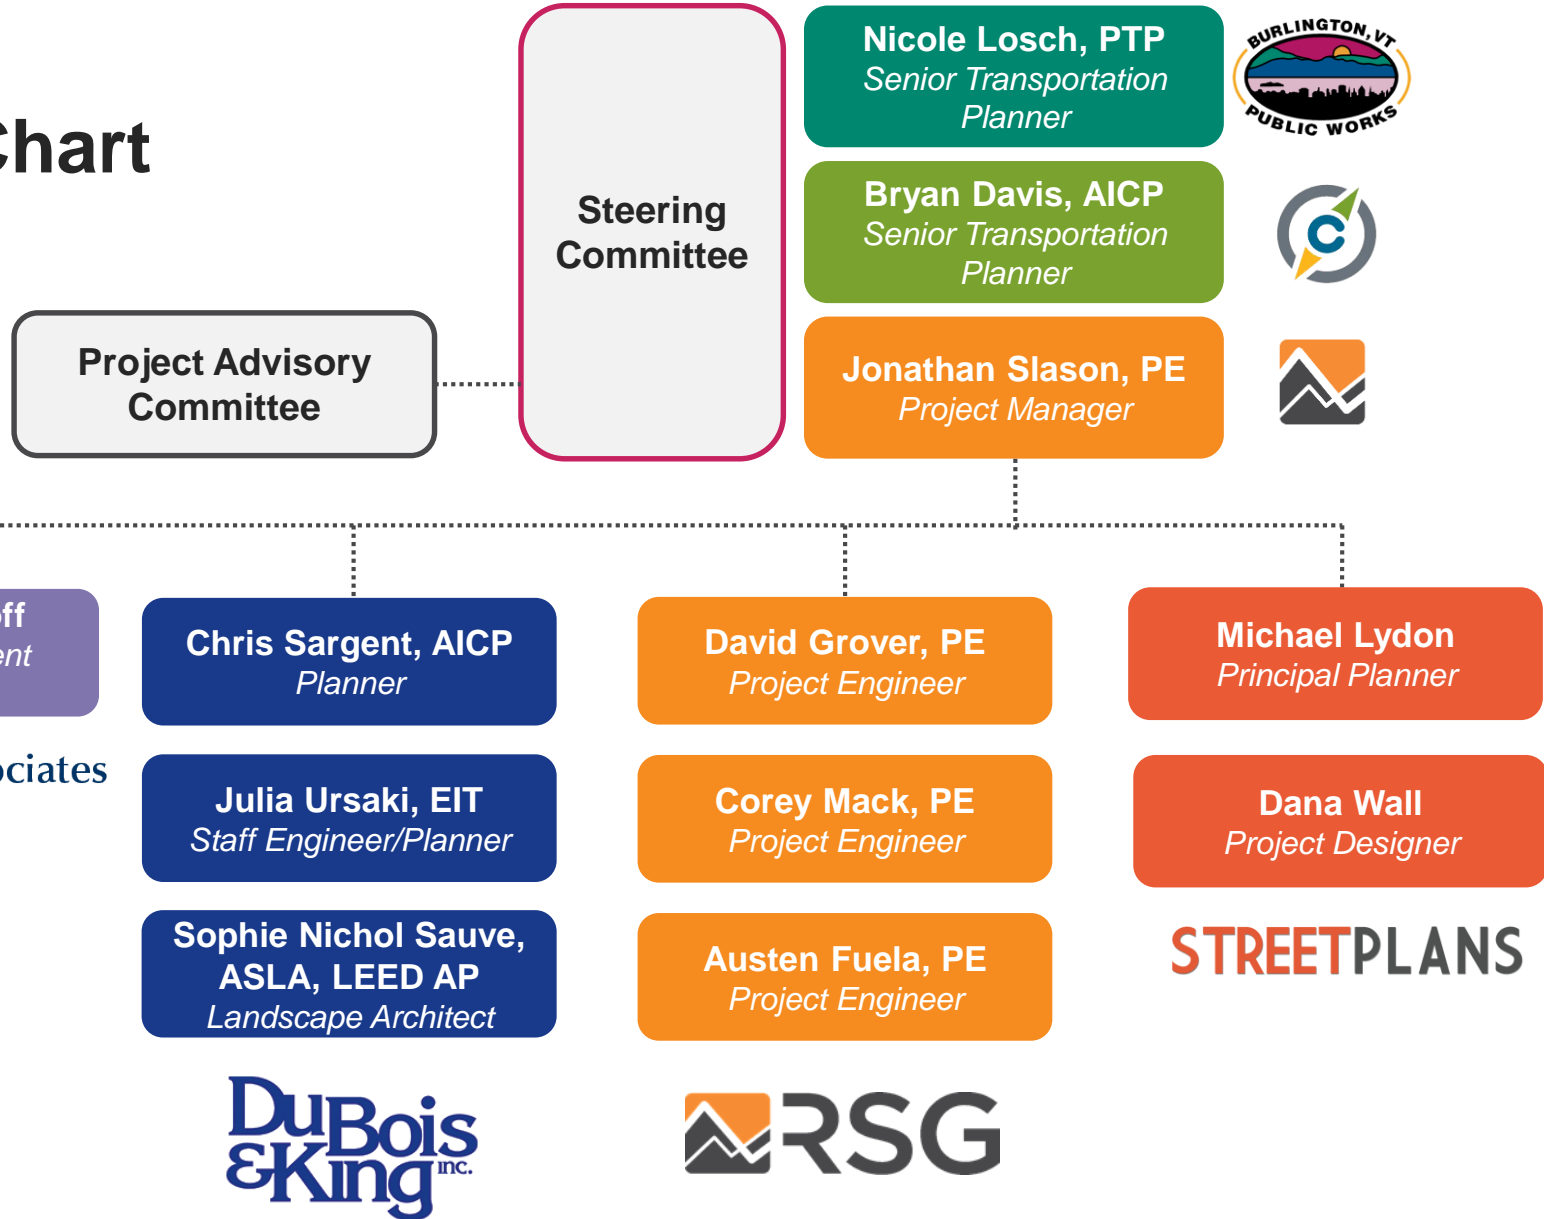 Chart
Steering
Committee
Nicole Losch, PTP
Senior Transportation
Planner
BURLINGTON, VT
PUBLIC WORKS
Bryan Davis, AICP
Senior Transportation
Planner
C
Project Advisory
Committee
Jonathan Slason, PE
Project Manager
Chris Sargent, AICP
Planner
David Grover, PE
Project Engineer
Michael Lydon
Principal Planner
Julia Ursaki, EIT
Staff Engineer/Planner
Corey Mack, PE
Project Engineer
Dana Wall
Project Designer
Sophie Nichol Sauve,
ASLA, LEED AP
Landscape Architect
Austen Fuela, PE
Project Engineer
STREETPLANS
DuBois
&King INC.
RSG